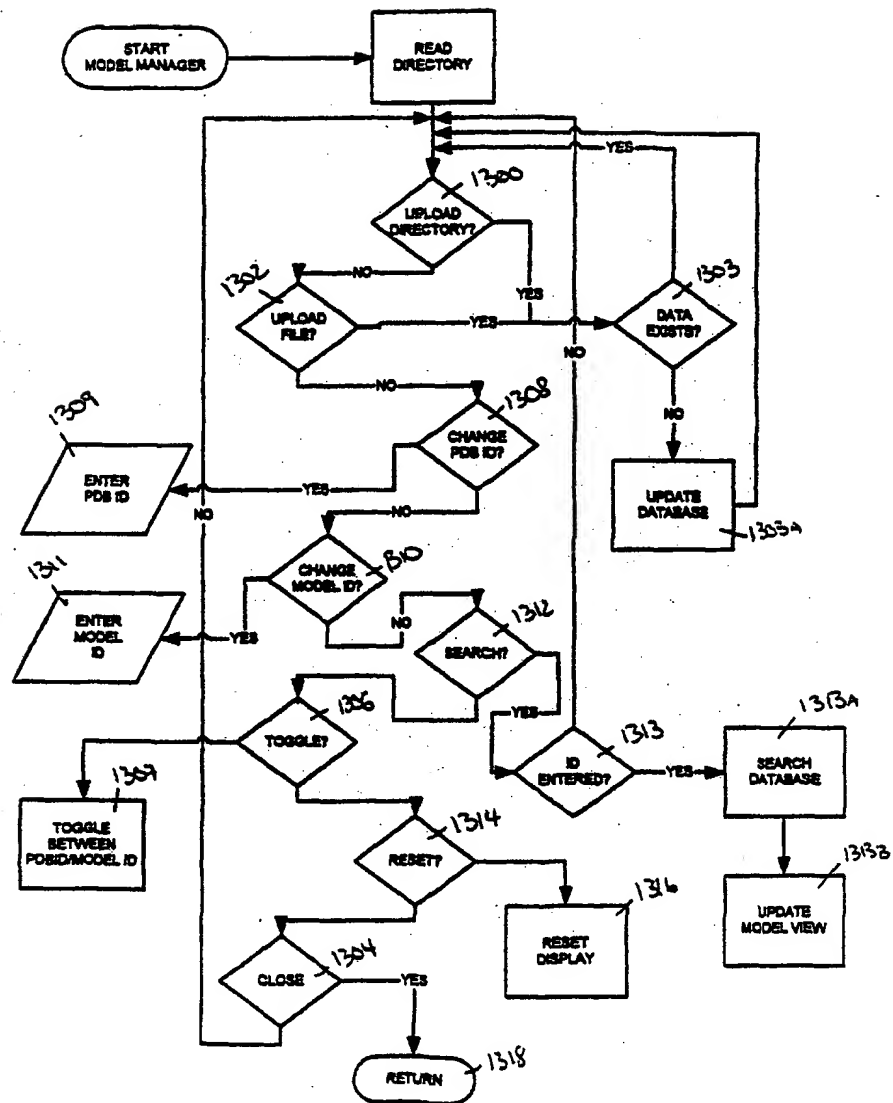 START
MODEL MANAGER
READ
DIRECTORY
YES
1300
UPLOAD
DIRECTORY?
NO
1302
UPLOAD
FILE?
YES
YES
1303
DATA
EXISTS?
NO
NO
1308
CHANGE
PDB ID?
NO
1309
ENTER
PDB ID
YES
NO
UPDATE
DATABASE
1303A
NO
1310
CHANGE
MODEL ID?
1311
ENTER
MODEL
ID
YES
NO
1312
SEARCH?
YES
1306
TOGGLE?
1313
ID
ENTERED?
YES
1313A
SEARCH
DATABASE
1307
TOGGLE
BETWEEN
PDBID/MODEL ID
1314
RESET?
1313B
UPDATE
MODEL VIEW
1316
RESET
DISPLAY
1304
CLOSE
YES
1318
RETURN